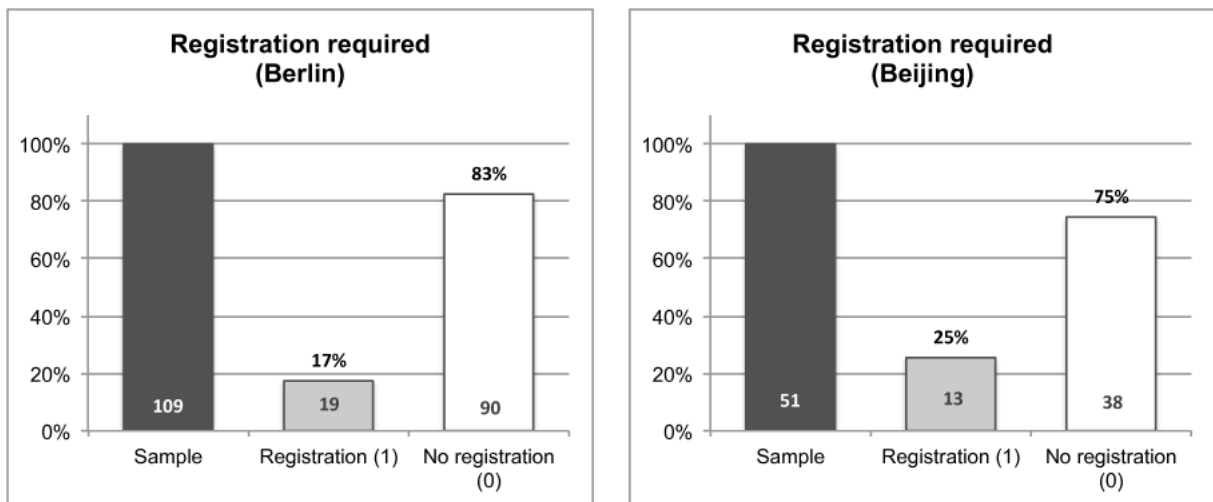 Registration required
(Berlin)
100%
80%
60%
40%
20%
0%
109
17%
19
83%
90
Sample
Registration (1)
No registration
(0)
Registration required
(Beijing)
100%
80%
60%
40%
20%
0%
51
25%
13
75%
38
Sample
Registration (1)
No registration
(0)